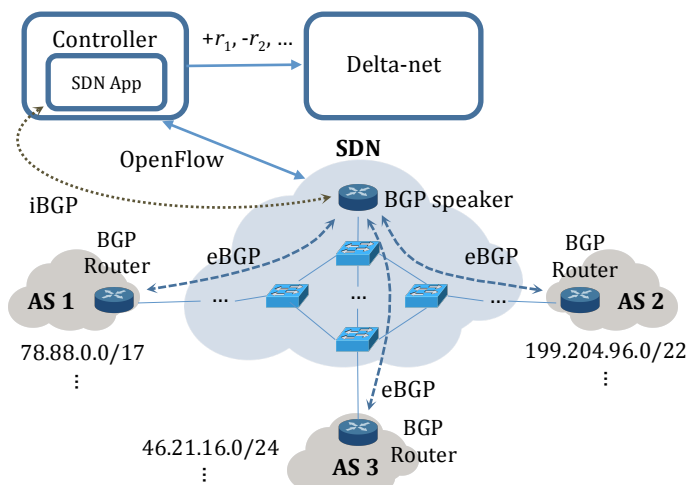 Controller
+r1, -r2, ...
SDN App
Delta-net
OpenFlow
SDN
iBGP
BGP speaker
BGP
Router
eBGP
eBGP
BGP
Router
AS 1
...
...
...
AS 2
78.88.0.0/17
⋮
199.204.96.0/22
⋮
eBGP
46.21.16.0/24
⋮
BGP
Router
AS 3